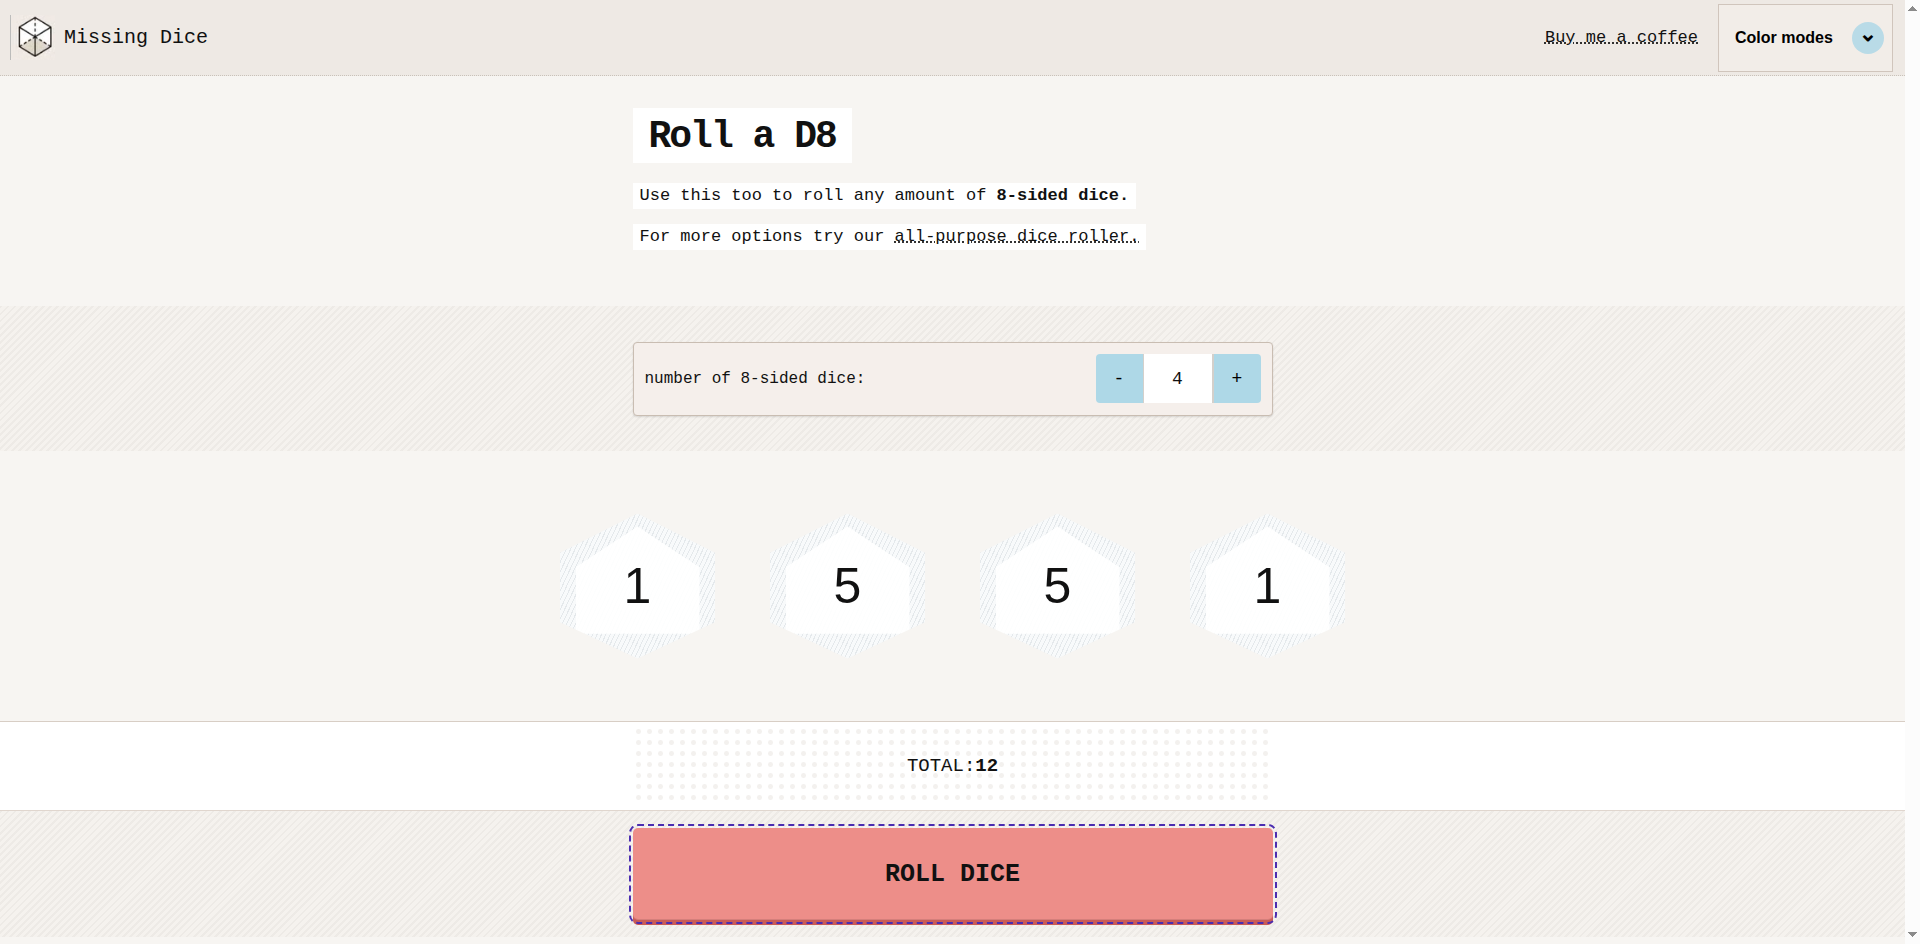 Missing Dice
Buy me a coffee
Color modes
Roll a D8
Use this too to roll any amount of 8-sided dice.
For more options try our all-purpose dice roller.
number of 8-sided dice:
- 4 +
1 5 5 1
TOTAL:12
ROLL DICE